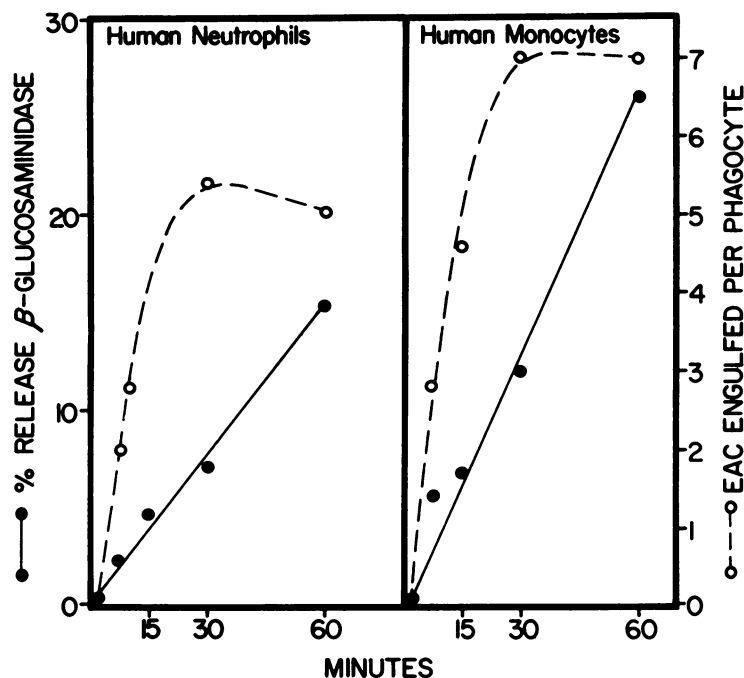 Human Neutrophils
Human Monocytes
% RELEASE β-GLUCOSAMINIDASE
30
20
10
0
7
6
5
4
3
2
1
0
EAC ENGULFED PER PHAGOCYTE
15 30 60
15 30 60
MINUTES